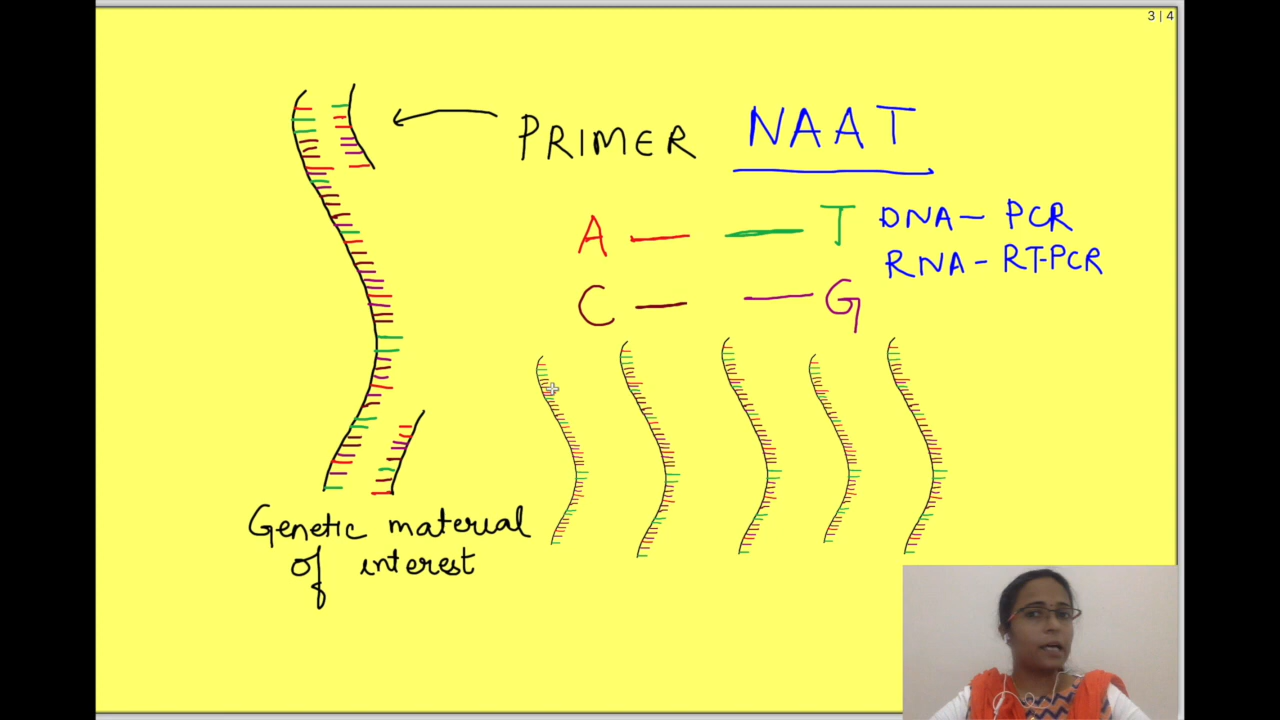 3 | 4
PRIMER NAAT
A — — T
C — — G
DNA - PCR
RNA - RT-PCR
Genetic material
of interest